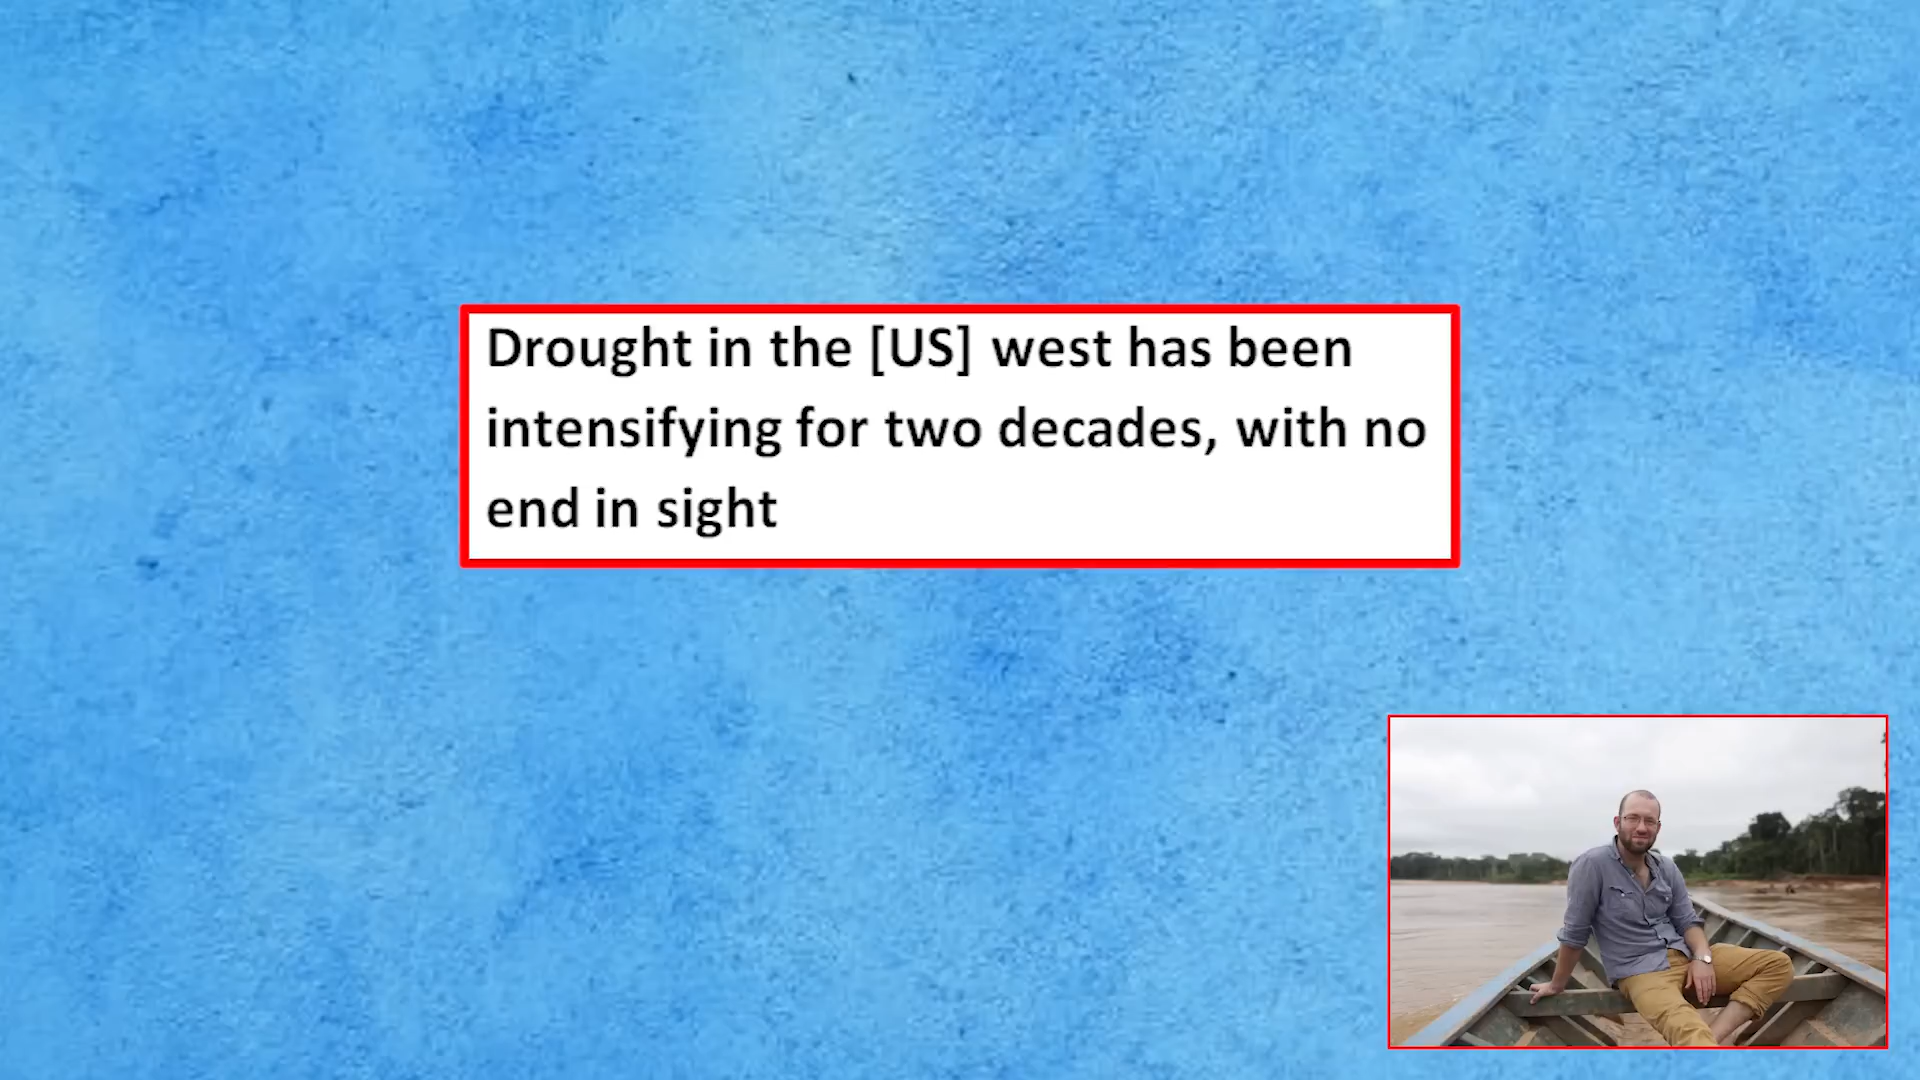 Drought in the [US] west has been
intensifying for two decades, with no
end in sight